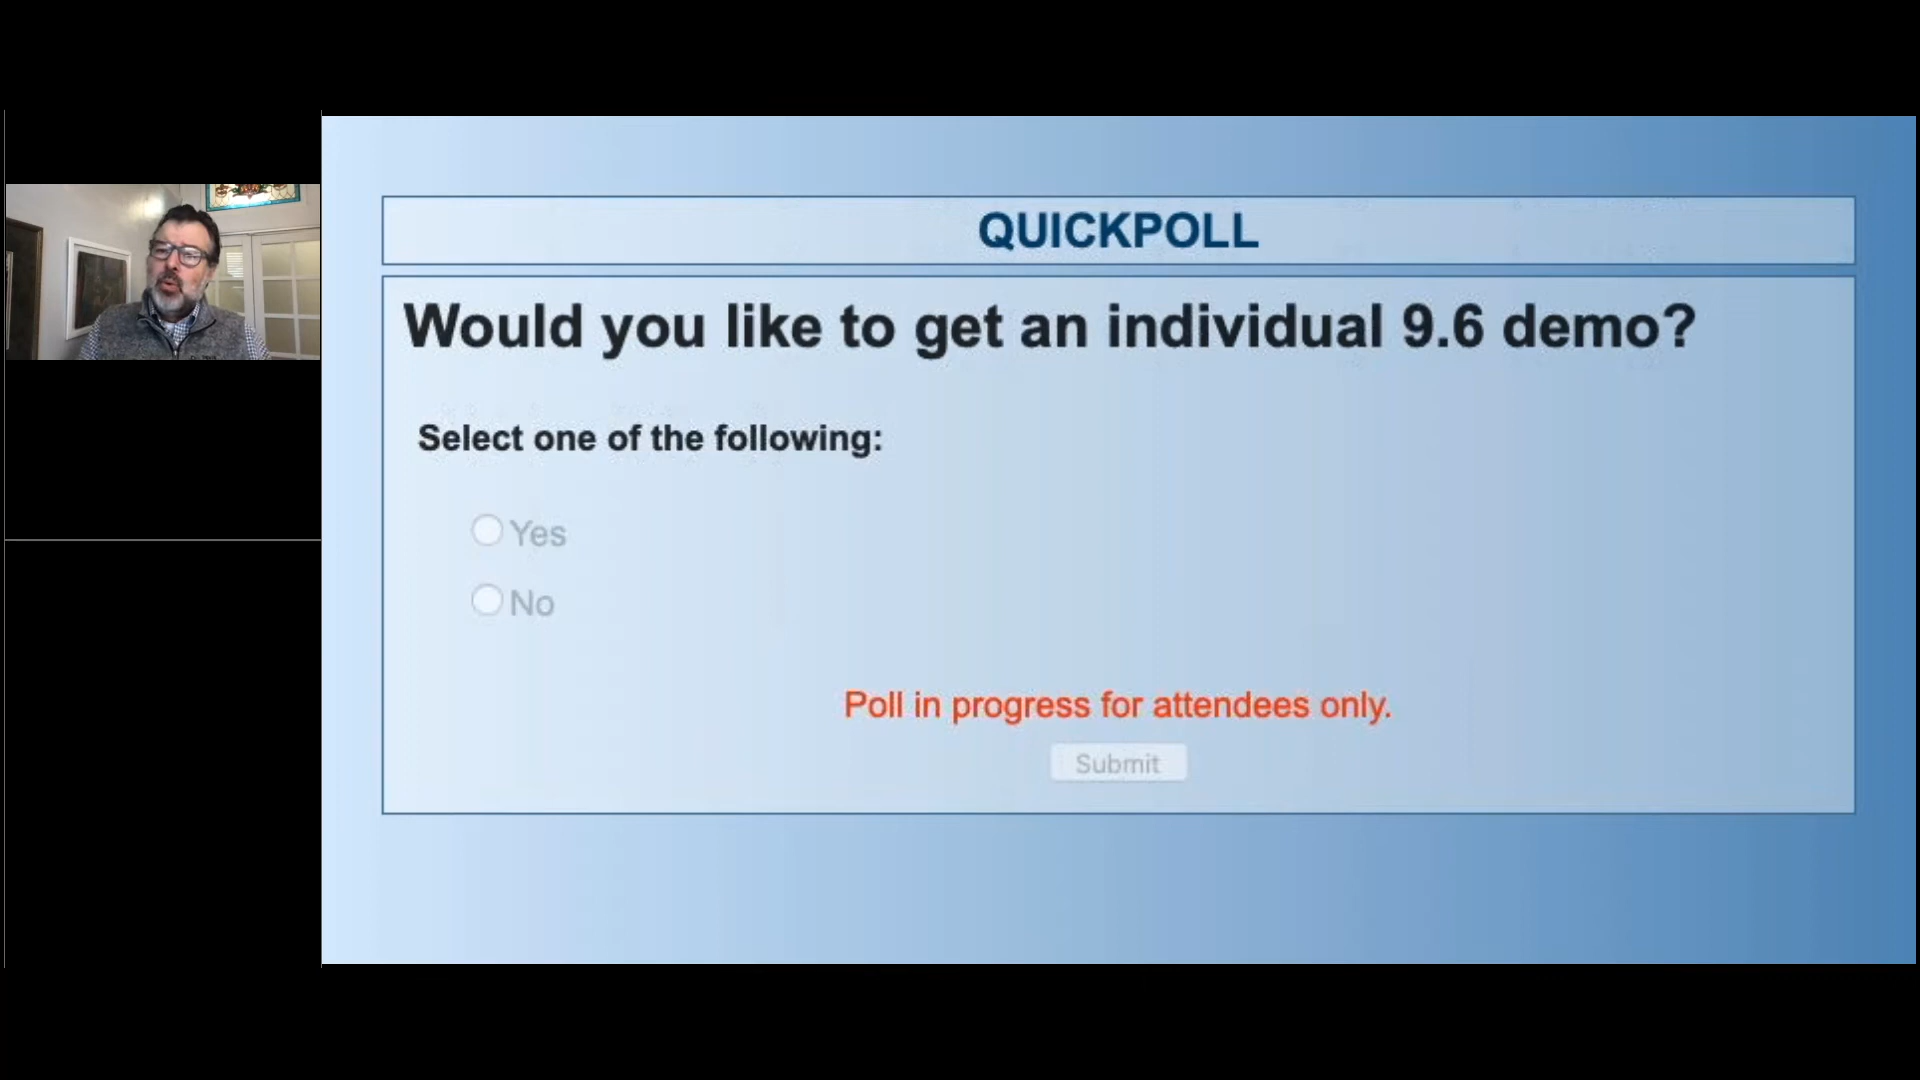 QUICKPOLL
Would you like to get an individual 9.6 demo?
Select one of the following:
Yes
No
Poll in progress for attendees only.
Submit